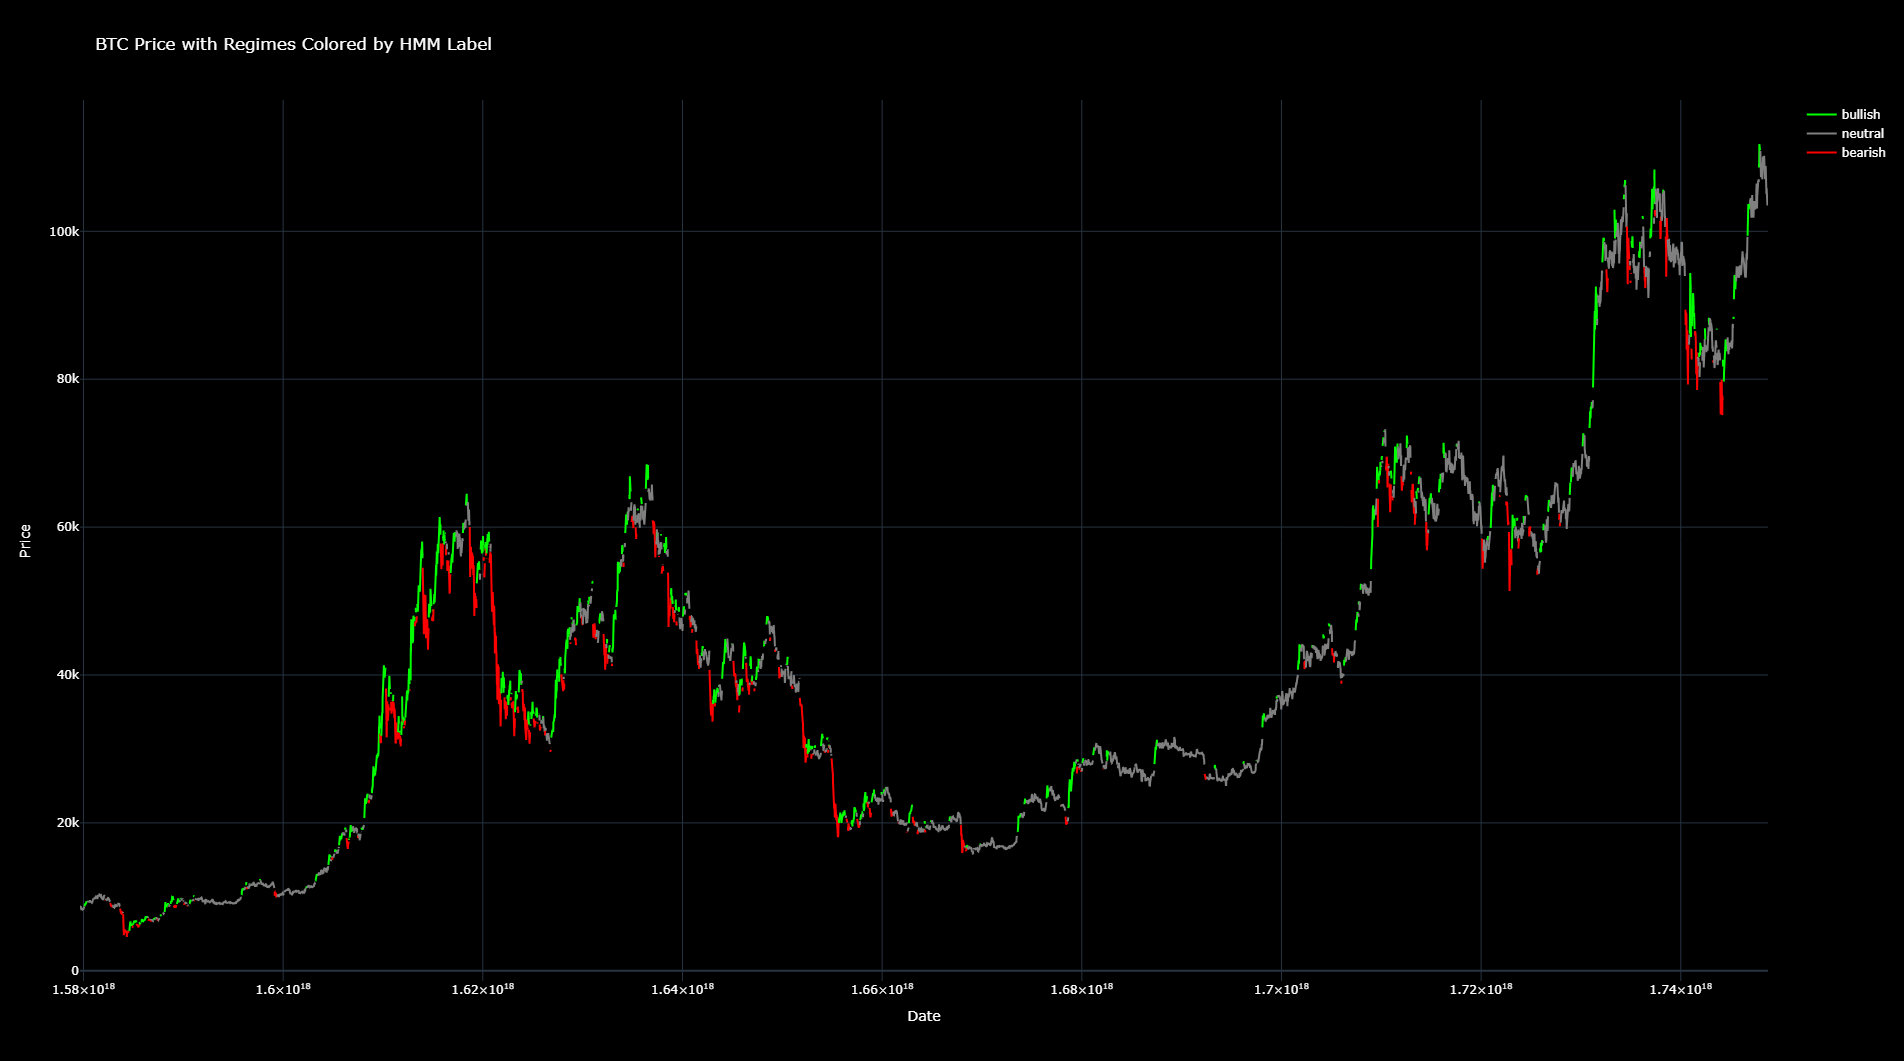 BTC Price with Regimes Colored by HMM Label
bullish
neutral
bearish
100k
80k
60k
40k
20k
0
Price
1.58×10¹⁸ 1.6×10¹⁸ 1.62×10¹⁸ 1.64×10¹⁸ 1.66×10¹⁸ 1.68×10¹⁸ 1.7×10¹⁸ 1.72×10¹⁸ 1.74×10¹⁸
Date